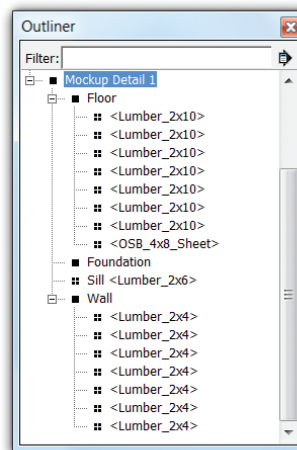 Outliner
Filter:
Mockup Detail 1
Floor
<Lumber_2x10>
<Lumber_2x10>
<Lumber_2x10>
<Lumber_2x10>
<Lumber_2x10>
<Lumber_2x10>
<Lumber_2x10>
<OSB_4x8_Sheet>
Foundation
Sill <Lumber_2x6>
Wall
<Lumber_2x4>
<Lumber_2x4>
<Lumber_2x4>
<Lumber_2x4>
<Lumber_2x4>
<Lumber_2x4>
<Lumber_2x4>